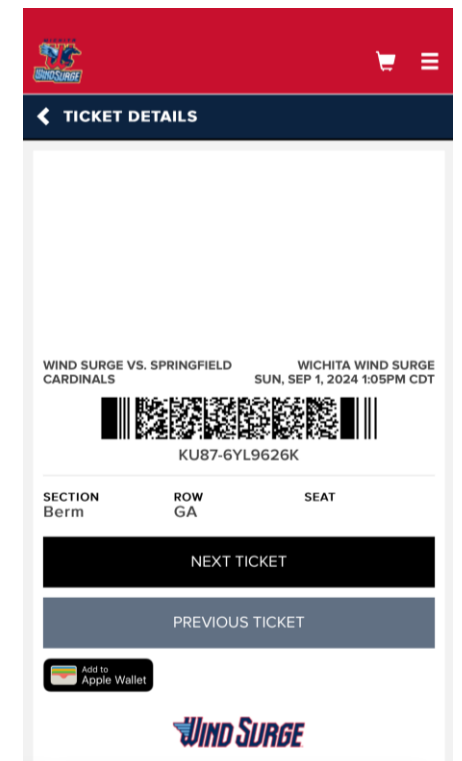 WICHITA
WIND SURGE
TICKET DETAILS
WIND SURGE VS. SPRINGFIELD
CARDINALS
WICHITA WIND SURGE
SUN, SEP 1, 2024 1:05PM CDT
KU87-6YL9626K
SECTION
Berm
ROW
GA
SEAT
NEXT TICKET
PREVIOUS TICKET
Add to
Apple Wallet
WIND SURGE